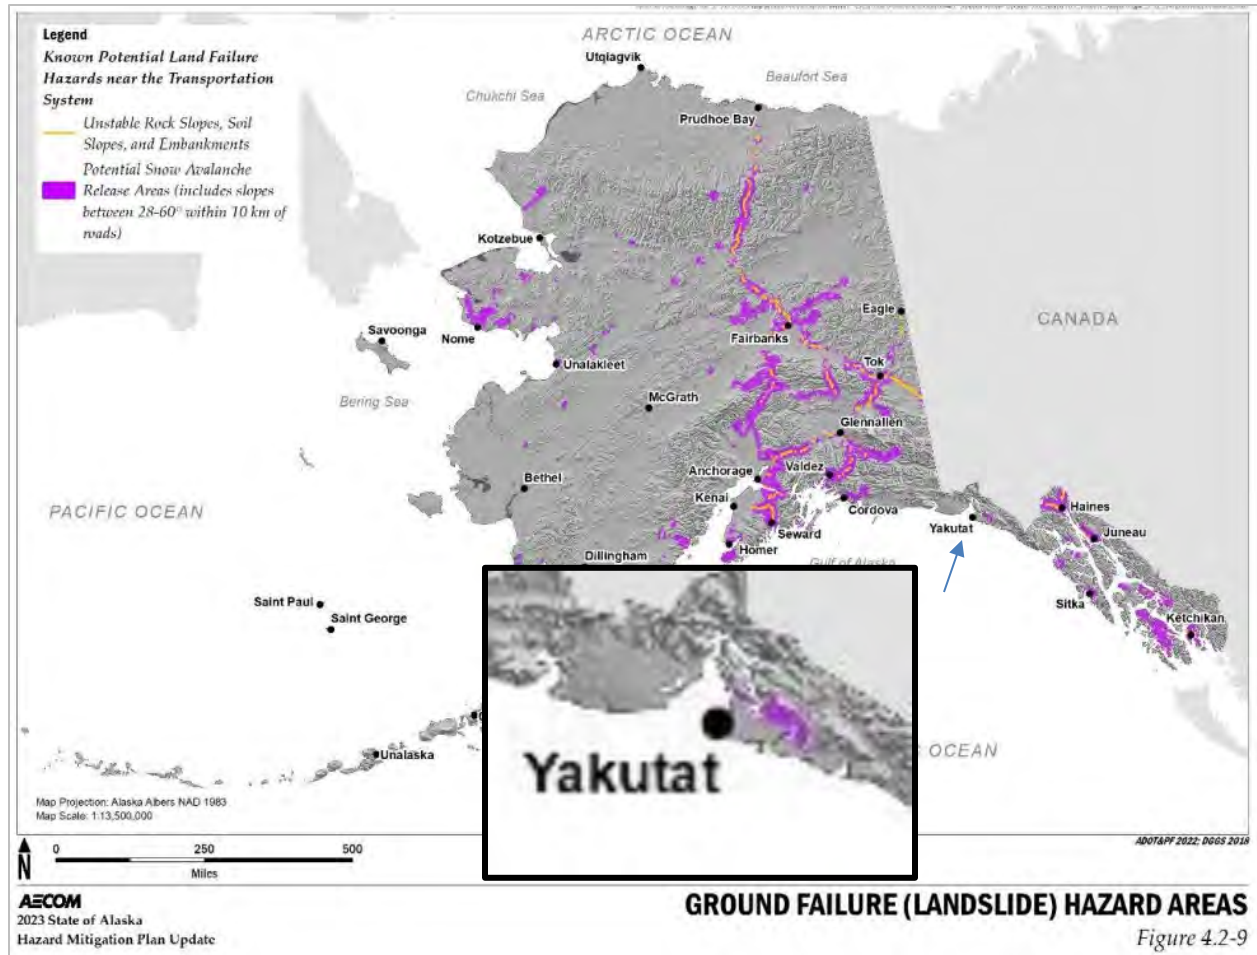 Legend
Known Potential Land Failure
Hazards near the Transportation
System
Unstable Rock Slopes, Soil
Slopes, and Embankments
Potential Snow Avalanche
Release Areas (includes slopes
between 28-60° within 10 km of
roads)
ARCTIC OCEAN
Utqiagvik
Beaufort Sea
Chukchi Sea
Prudhoe Bay
Kotzebue
CANADA
Eagle
Savoonga
Nome
Fairbanks
Unalakleet
Tok
Bering Sea
McGrath
Glennallen
Anchorage
Valdez
Bethel
Kenai
Cordova
Haines
PACIFIC OCEAN
Yakutat
Seward
Juneau
Homer
Dillingham
Gulf of Alaska
Saint Paul
Sitka
Saint George
Ketchikan
Yakutat
OCEAN
Unalaska
Map Projection: Alaska Albers NAD 1983
Map Scale: 1:13,500,000
ADOT&PF 2022; DGGS 2018
0 250 500
Miles
N
AECOM
2023 State of Alaska
Hazard Mitigation Plan Update
GROUND FAILURE (LANDSLIDE) HAZARD AREAS
Figure 4.2-9